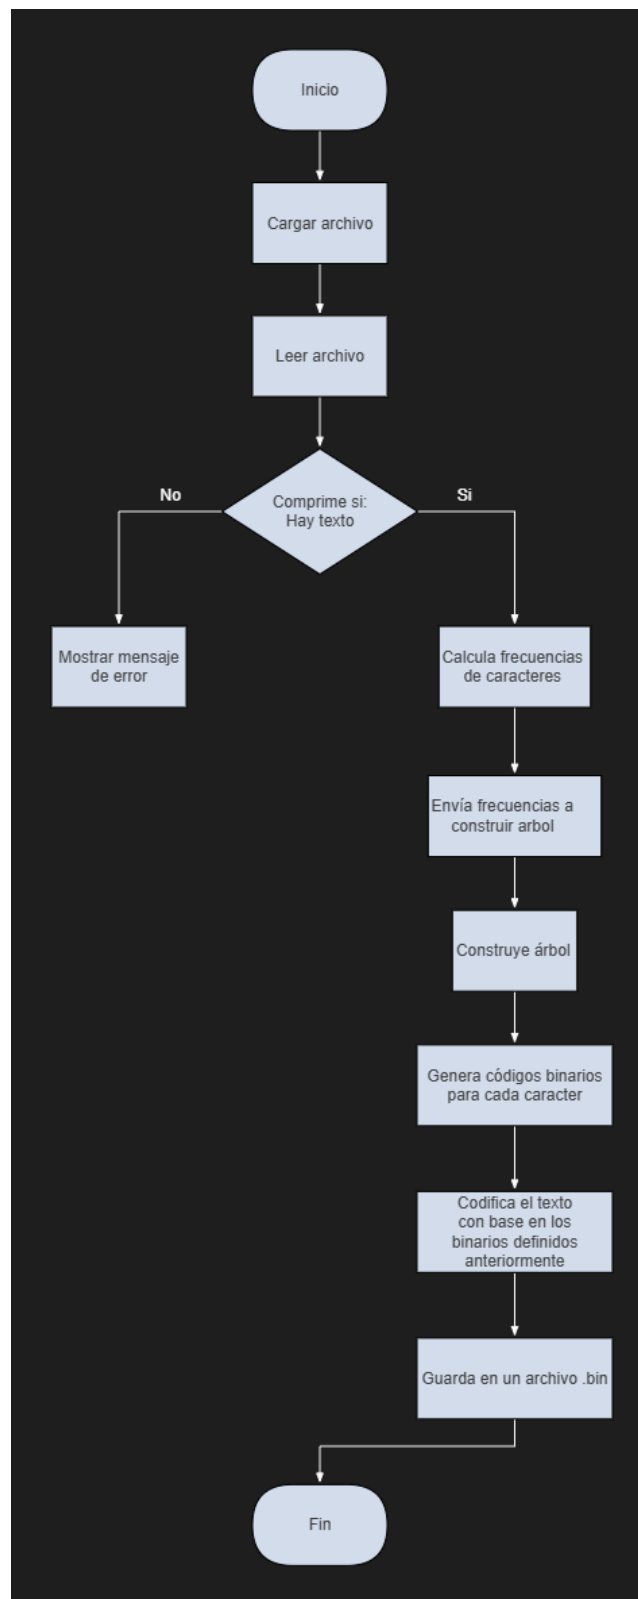 Inicio
Cargar archivo
Leer archivo
Comprime si:
Hay texto
No
Si
Mostrar mensaje
de error
Calcula frecuencias
de caracteres
Envía frecuencias a
construir arbol
Construye árbol
Genera códigos binarios
para cada caracter
Codifica el texto
con base en los
binarios definidos
anteriormente
Guarda en un archivo .bin
Fin